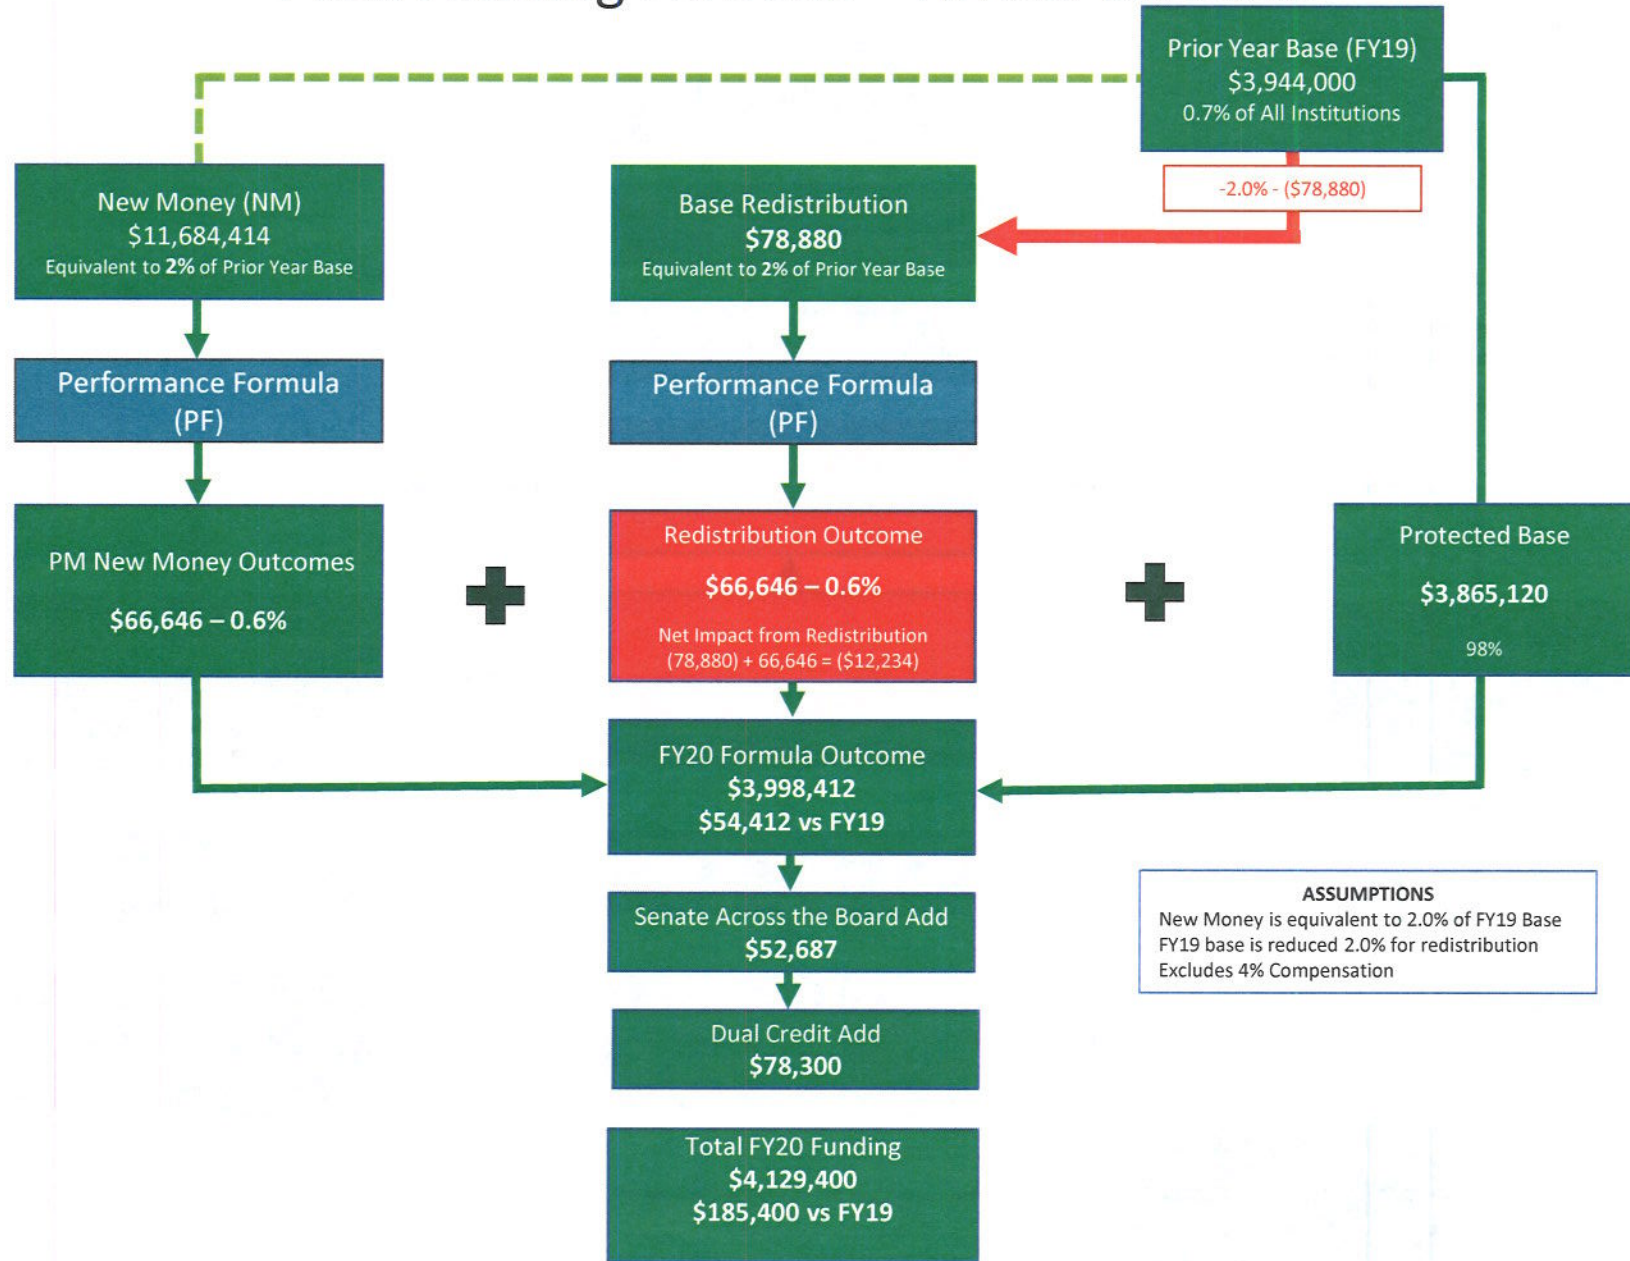 Prior Year Base (FY19)
$3,944,000
0.7% of All Institutions
-2.0% - ($78,880)
New Money (NM)
$11,684,414
Equivalent to 2% of Prior Year Base
Base Redistribution
$78,880
Equivalent to 2% of Prior Year Base
Performance Formula
(PF)
Performance Formula
(PF)
PM New Money Outcomes
$66,646 – 0.6%
Redistribution Outcome
$66,646 – 0.6%
Net Impact from Redistribution
(78,880) + 66,646 = ($12,234)
Protected Base
$3,865,120
98%
FY20 Formula Outcome
$3,998,412
$54,412 vs FY19
Senate Across the Board Add
$52,687
Dual Credit Add
$78,300
Total FY20 Funding
$4,129,400
$185,400 vs FY19
ASSUMPTIONS
New Money is equivalent to 2.0% of FY19 Base
FY19 base is reduced 2.0% for redistribution
Excludes 4% Compensation